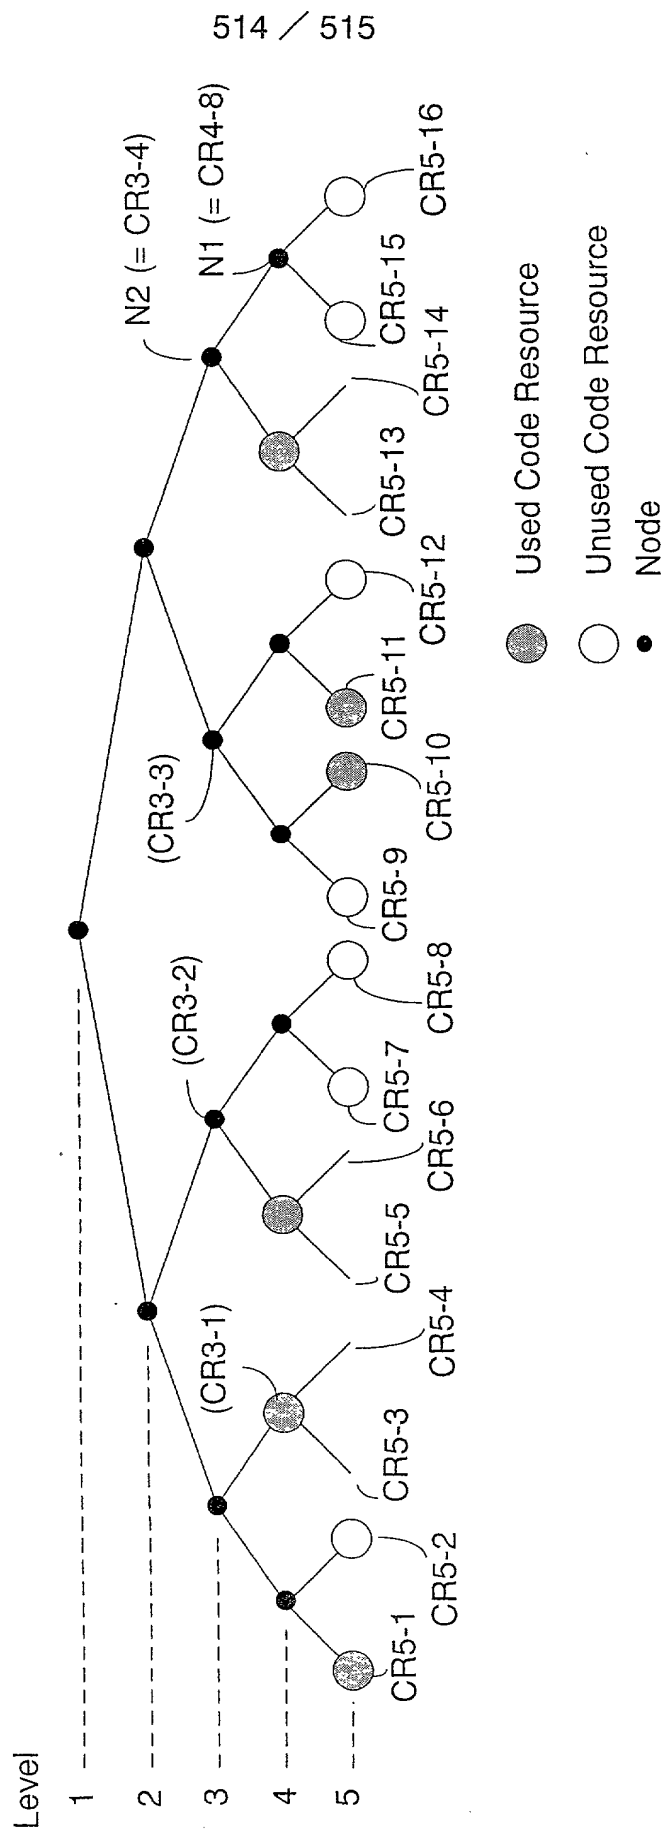 514 / 515
Level
1
2
3
4
5
N2 (= CR3-4)
N1 (= CR4-8)
(CR3-1)
(CR3-2)
(CR3-3)
CR5-1
CR5-2
CR5-3
CR5-4
CR5-5
CR5-6
CR5-7
CR5-8
CR5-9
CR5-10
CR5-11
CR5-12
CR5-13
CR5-14
CR5-15
CR5-16
Used Code Resource
Unused Code Resource
Node